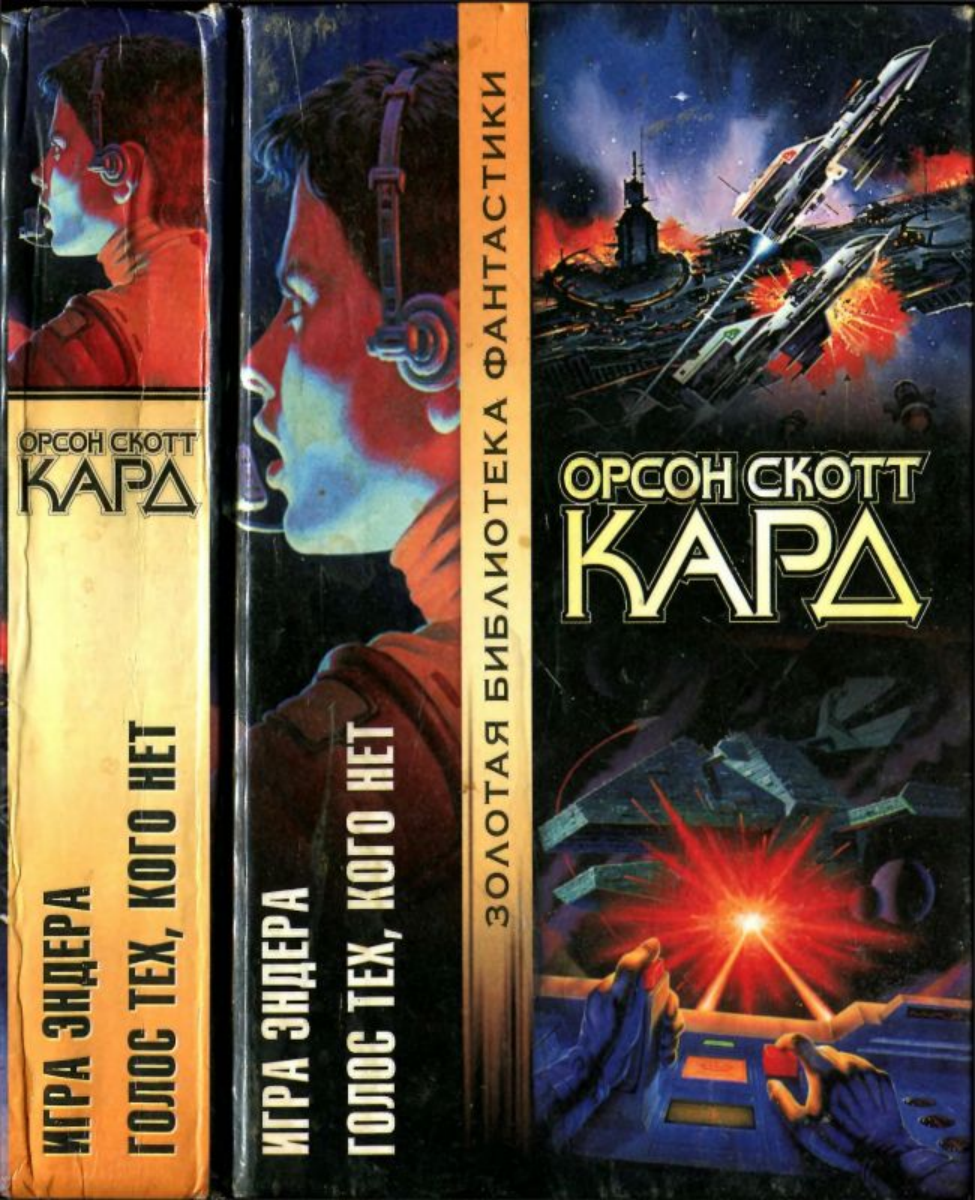 ОРСОН СКОТТ
КАРД
ИГРА ЭНДЕРА
ГОЛОС ТЕХ, КОГО НЕТ
ИГРА ЭНДЕРА
ГОЛОС ТЕХ, КОГО НЕТ
ЗОЛОТАЯ БИБЛИОТЕКА ФАНТАСТИКИ
ОРСОН СКОТТ
КАРД